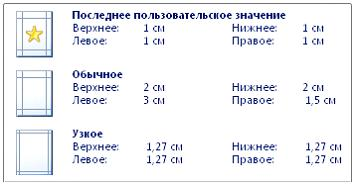 Последнее пользовательское значение
Верхнее: 1 см Нижнее: 1 см
Левое: 1 см Правое: 1 см
Обычное
Верхнее: 2 см Нижнее: 2 см
Левое: 3 см Правое: 1,5 см
Узкое
Верхнее: 1,27 см Нижнее: 1,27 см
Левое: 1,27 см Правое: 1,27 см